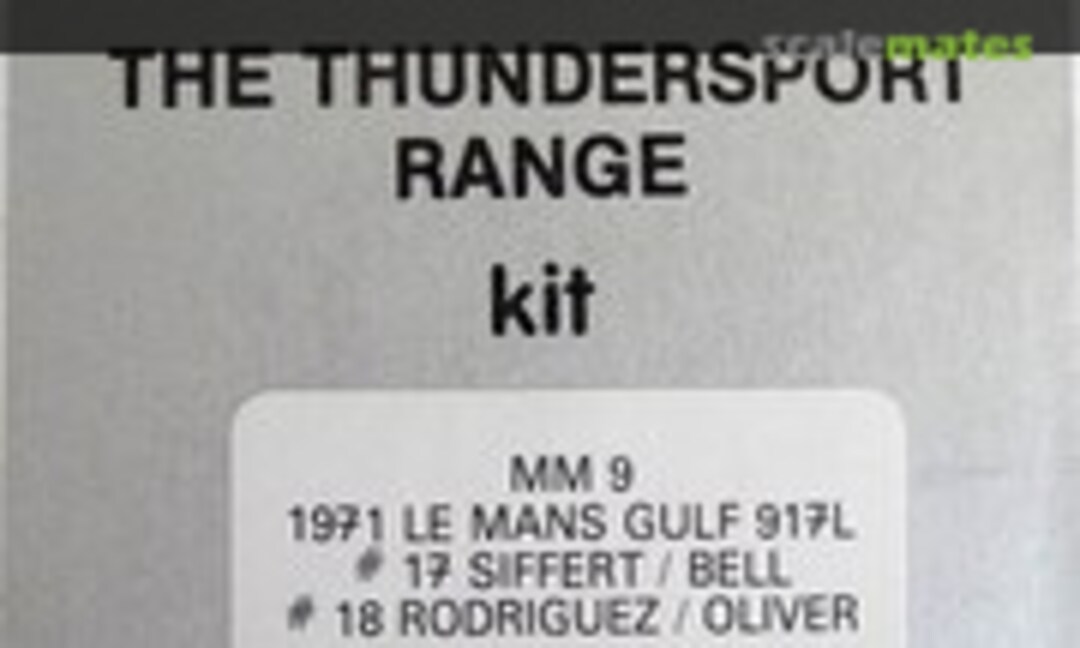 scalemates
THE THUNDERSPORT
RANGE
kit
MM 9
1971 LE MANS GULF 917L
# 17 SIFFERT / BELL
# 18 RODRIGUEZ / OLIVER